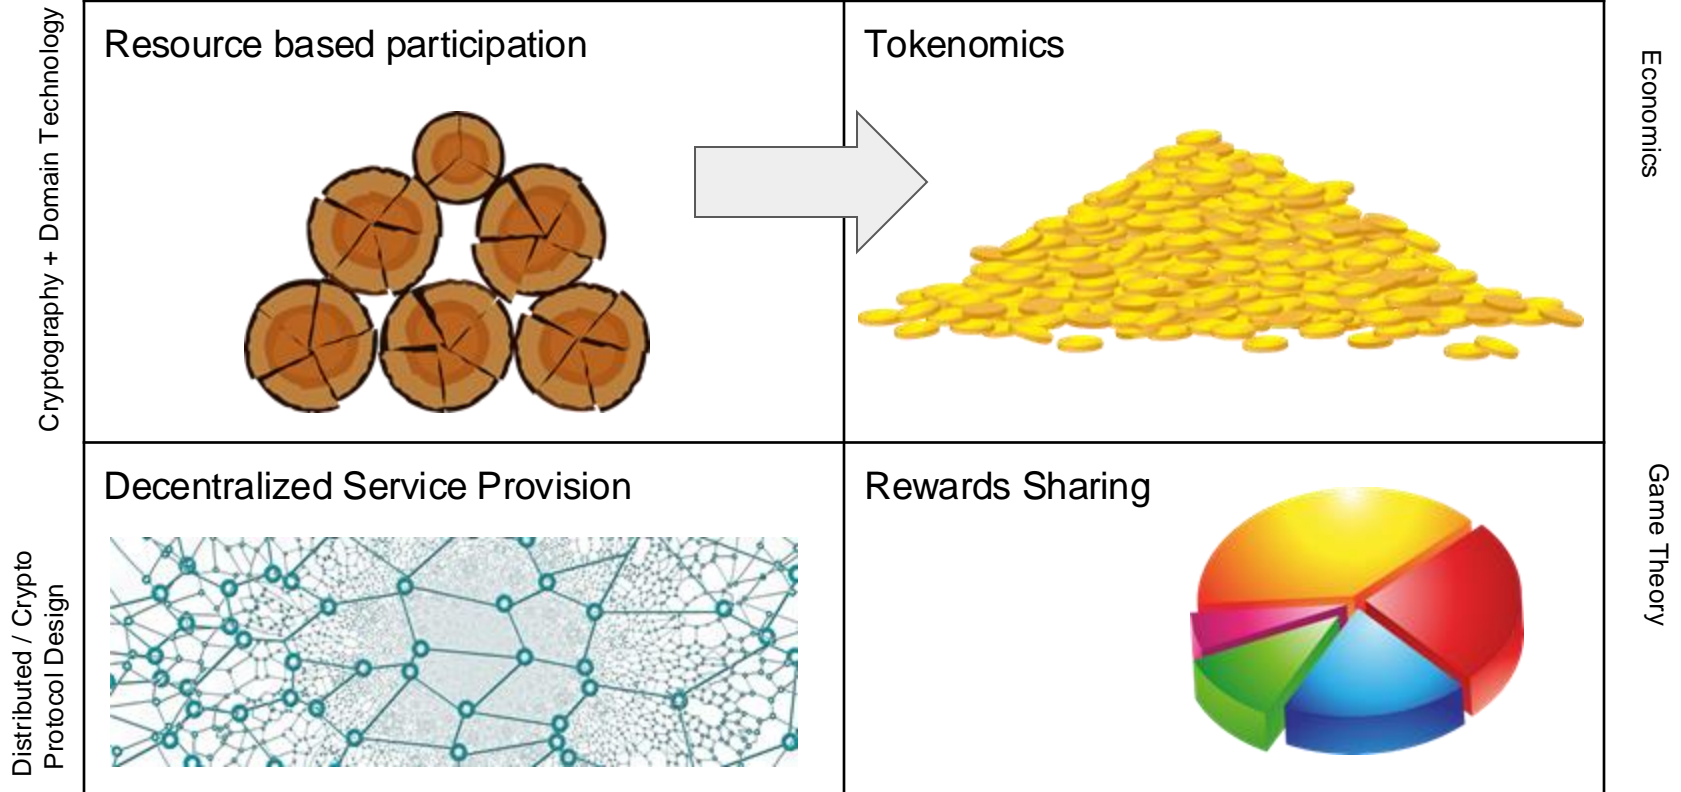 Resource based participation
Tokenomics
Cryptography + Domain Technology
Economics
Decentralized Service Provision
Rewards Sharing
Distributed / Crypto
Protocol Design
Game Theory